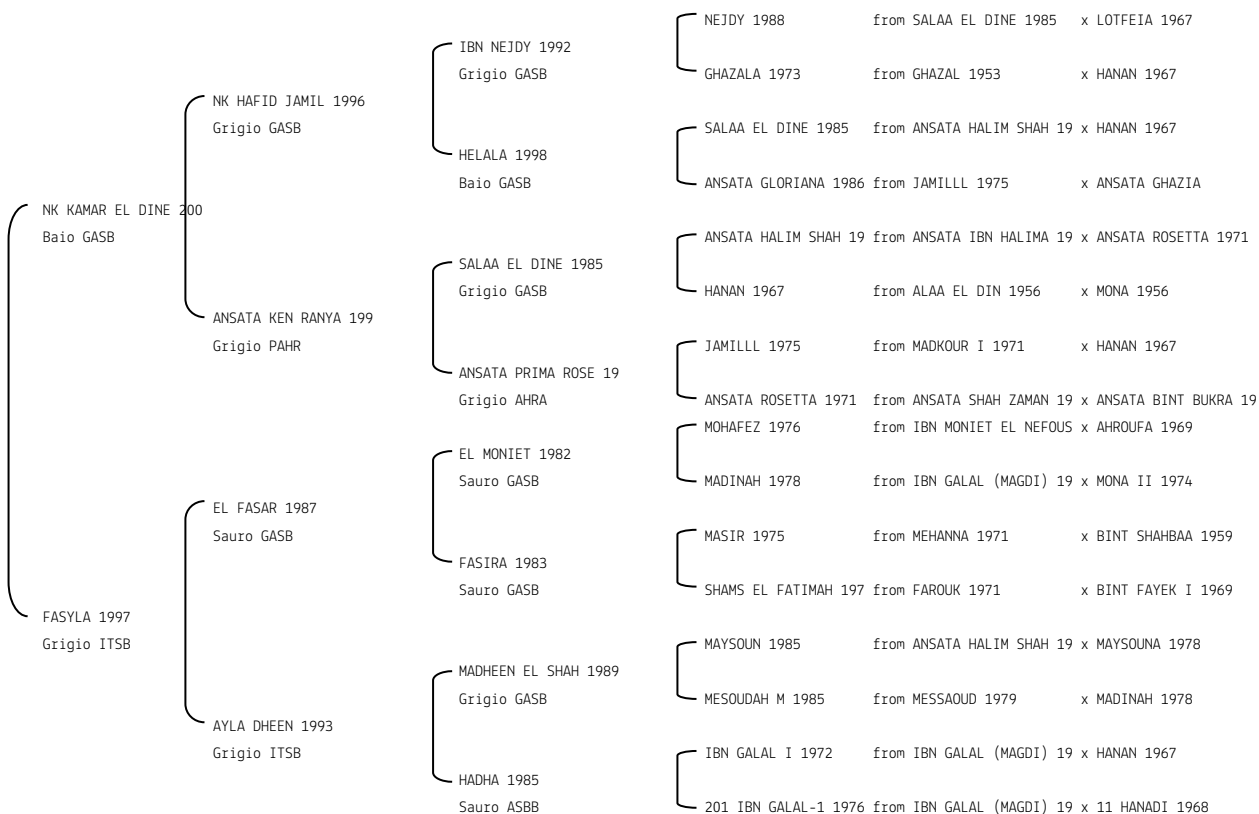 NEJDY 1988 from SALAA EL DINE 1985 x LOTFEIA 1967
IBN NEJDY 1992
Grigio GASB
GHAZALA 1973 from GHAZAL 1953 x HANAN 1967
NK HAFID JAMIL 1996
Grigio GASB
SALAA EL DINE 1985 from ANSATA HALIM SHAH 19 x HANAN 1967
HELALA 1998
Baio GASB
ANSATA GLORIANA 1986 from JAMILLL 1975 x ANSATA GHAZIA
NK KAMAR EL DINE 200
Baio GASB
ANSATA HALIM SHAH 19 from ANSATA IBN HALIMA 19 x ANSATA ROSETTA 1971
SALAA EL DINE 1985
Grigio GASB
HANAN 1967 from ALAA EL DIN 1956 x MONA 1956
ANSATA KEN RANYA 199
Grigio PAHR
JAMILLL 1975 from MADKOUR I 1971 x HANAN 1967
ANSATA PRIMA ROSE 19
Grigio AHRA
ANSATA ROSETTA 1971 from ANSATA SHAH ZAMAN 19 x ANSATA BINT BUKRA 19
MOHAFEZ 1976 from IBN MONIET EL NEFOUS x AHROUFA 1969
EL MONIET 1982
Sauro GASB
MADINAH 1978 from IBN GALAL (MAGDI) 19 x MONA II 1974
EL FASAR 1987
Sauro GASB
MASIR 1975 from MEHANNA 1971 x BINT SHAHBAA 1959
FASIRA 1983
Sauro GASB
SHAMS EL FATIMAH 197 from FAROUK 1971 x BINT FAYEK I 1969
FASYLA 1997
Grigio ITSB
MAYSOUN 1985 from ANSATA HALIM SHAH 19 x MAYSOUNA 1978
MADHEEN EL SHAH 1989
Grigio GASB
MESOUDAH M 1985 from MESSAOUD 1979 x MADINAH 1978
AYLA DHEEN 1993
Grigio ITSB
IBN GALAL I 1972 from IBN GALAL (MAGDI) 19 x HANAN 1967
HADHA 1985
Sauro ASBB
201 IBN GALAL-1 1976 from IBN GALAL (MAGDI) 19 x 11 HANADI 1968